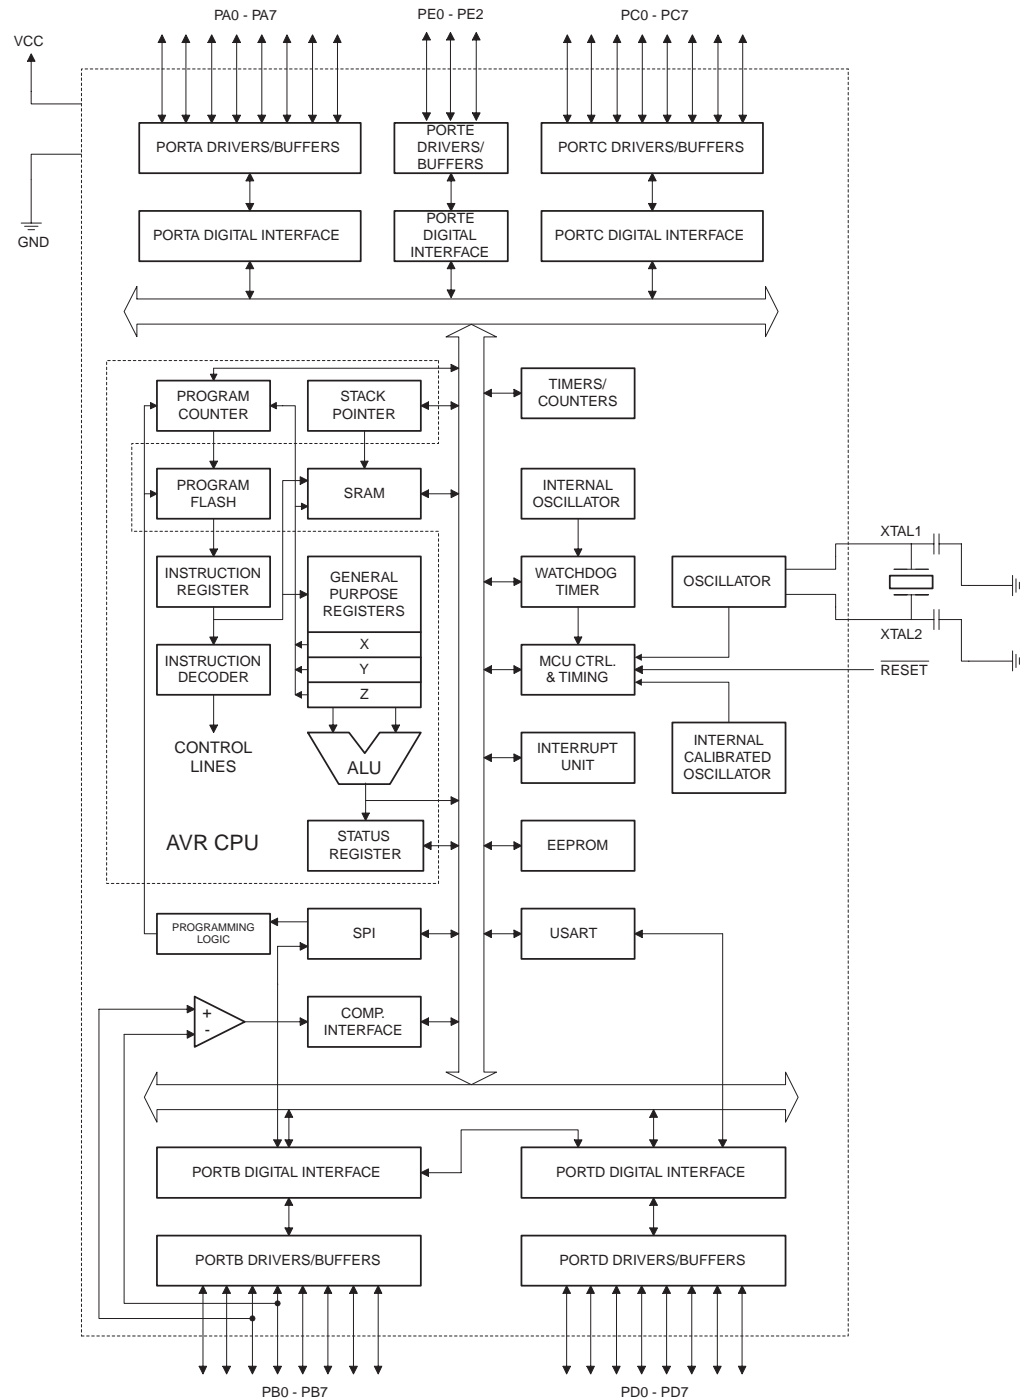 PA0 - PA7
PE0 - PE2
PC0 - PC7
VCC
GND
PORTA DRIVERS/BUFFERS
PORTE
DRIVERS/
BUFFERS
PORTC DRIVERS/BUFFERS
PORTA DIGITAL INTERFACE
PORTE
DIGITAL
INTERFACE
PORTC DIGITAL INTERFACE
PROGRAM
COUNTER
STACK
POINTER
TIMERS/
COUNTERS
PROGRAM
FLASH
SRAM
INTERNAL
OSCILLATOR
XTAL1
INSTRUCTION
REGISTER
GENERAL
PURPOSE
REGISTERS
WATCHDOG
TIMER
OSCILLATOR
XTAL2
X
Y
Z
INSTRUCTION
DECODER
MCU CTRL.
& TIMING
RESET
CONTROL
LINES
ALU
INTERRUPT
UNIT
INTERNAL
CALIBRATED
OSCILLATOR
AVR CPU
STATUS
REGISTER
EEPROM
PROGRAMMING
LOGIC
SPI
USART
+
-
COMP.
INTERFACE
PORTB DIGITAL INTERFACE
PORTD DIGITAL INTERFACE
PORTB DRIVERS/BUFFERS
PORTD DRIVERS/BUFFERS
PB0 - PB7
PD0 - PD7